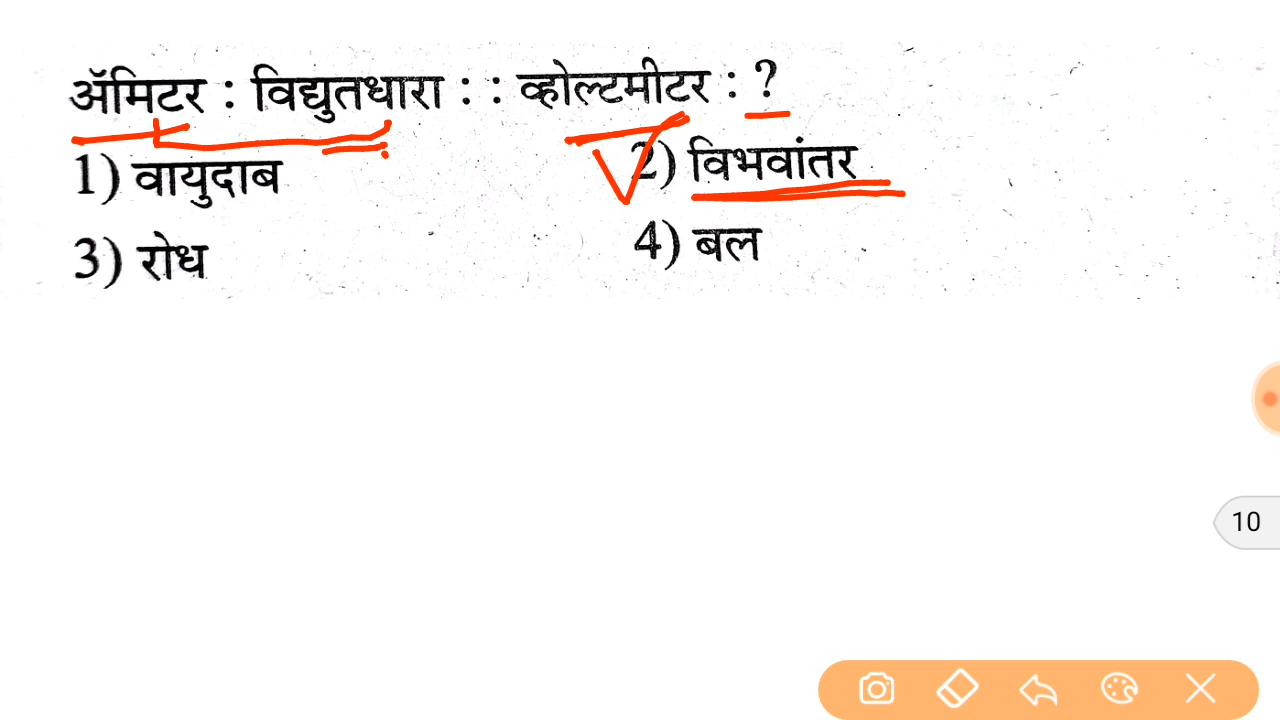 ॲमिटर : विद्युतधारा : : व्होल्टमीटर : ?
1) वायुदाब 2) विभवांतर
3) रोध 4) बल
10